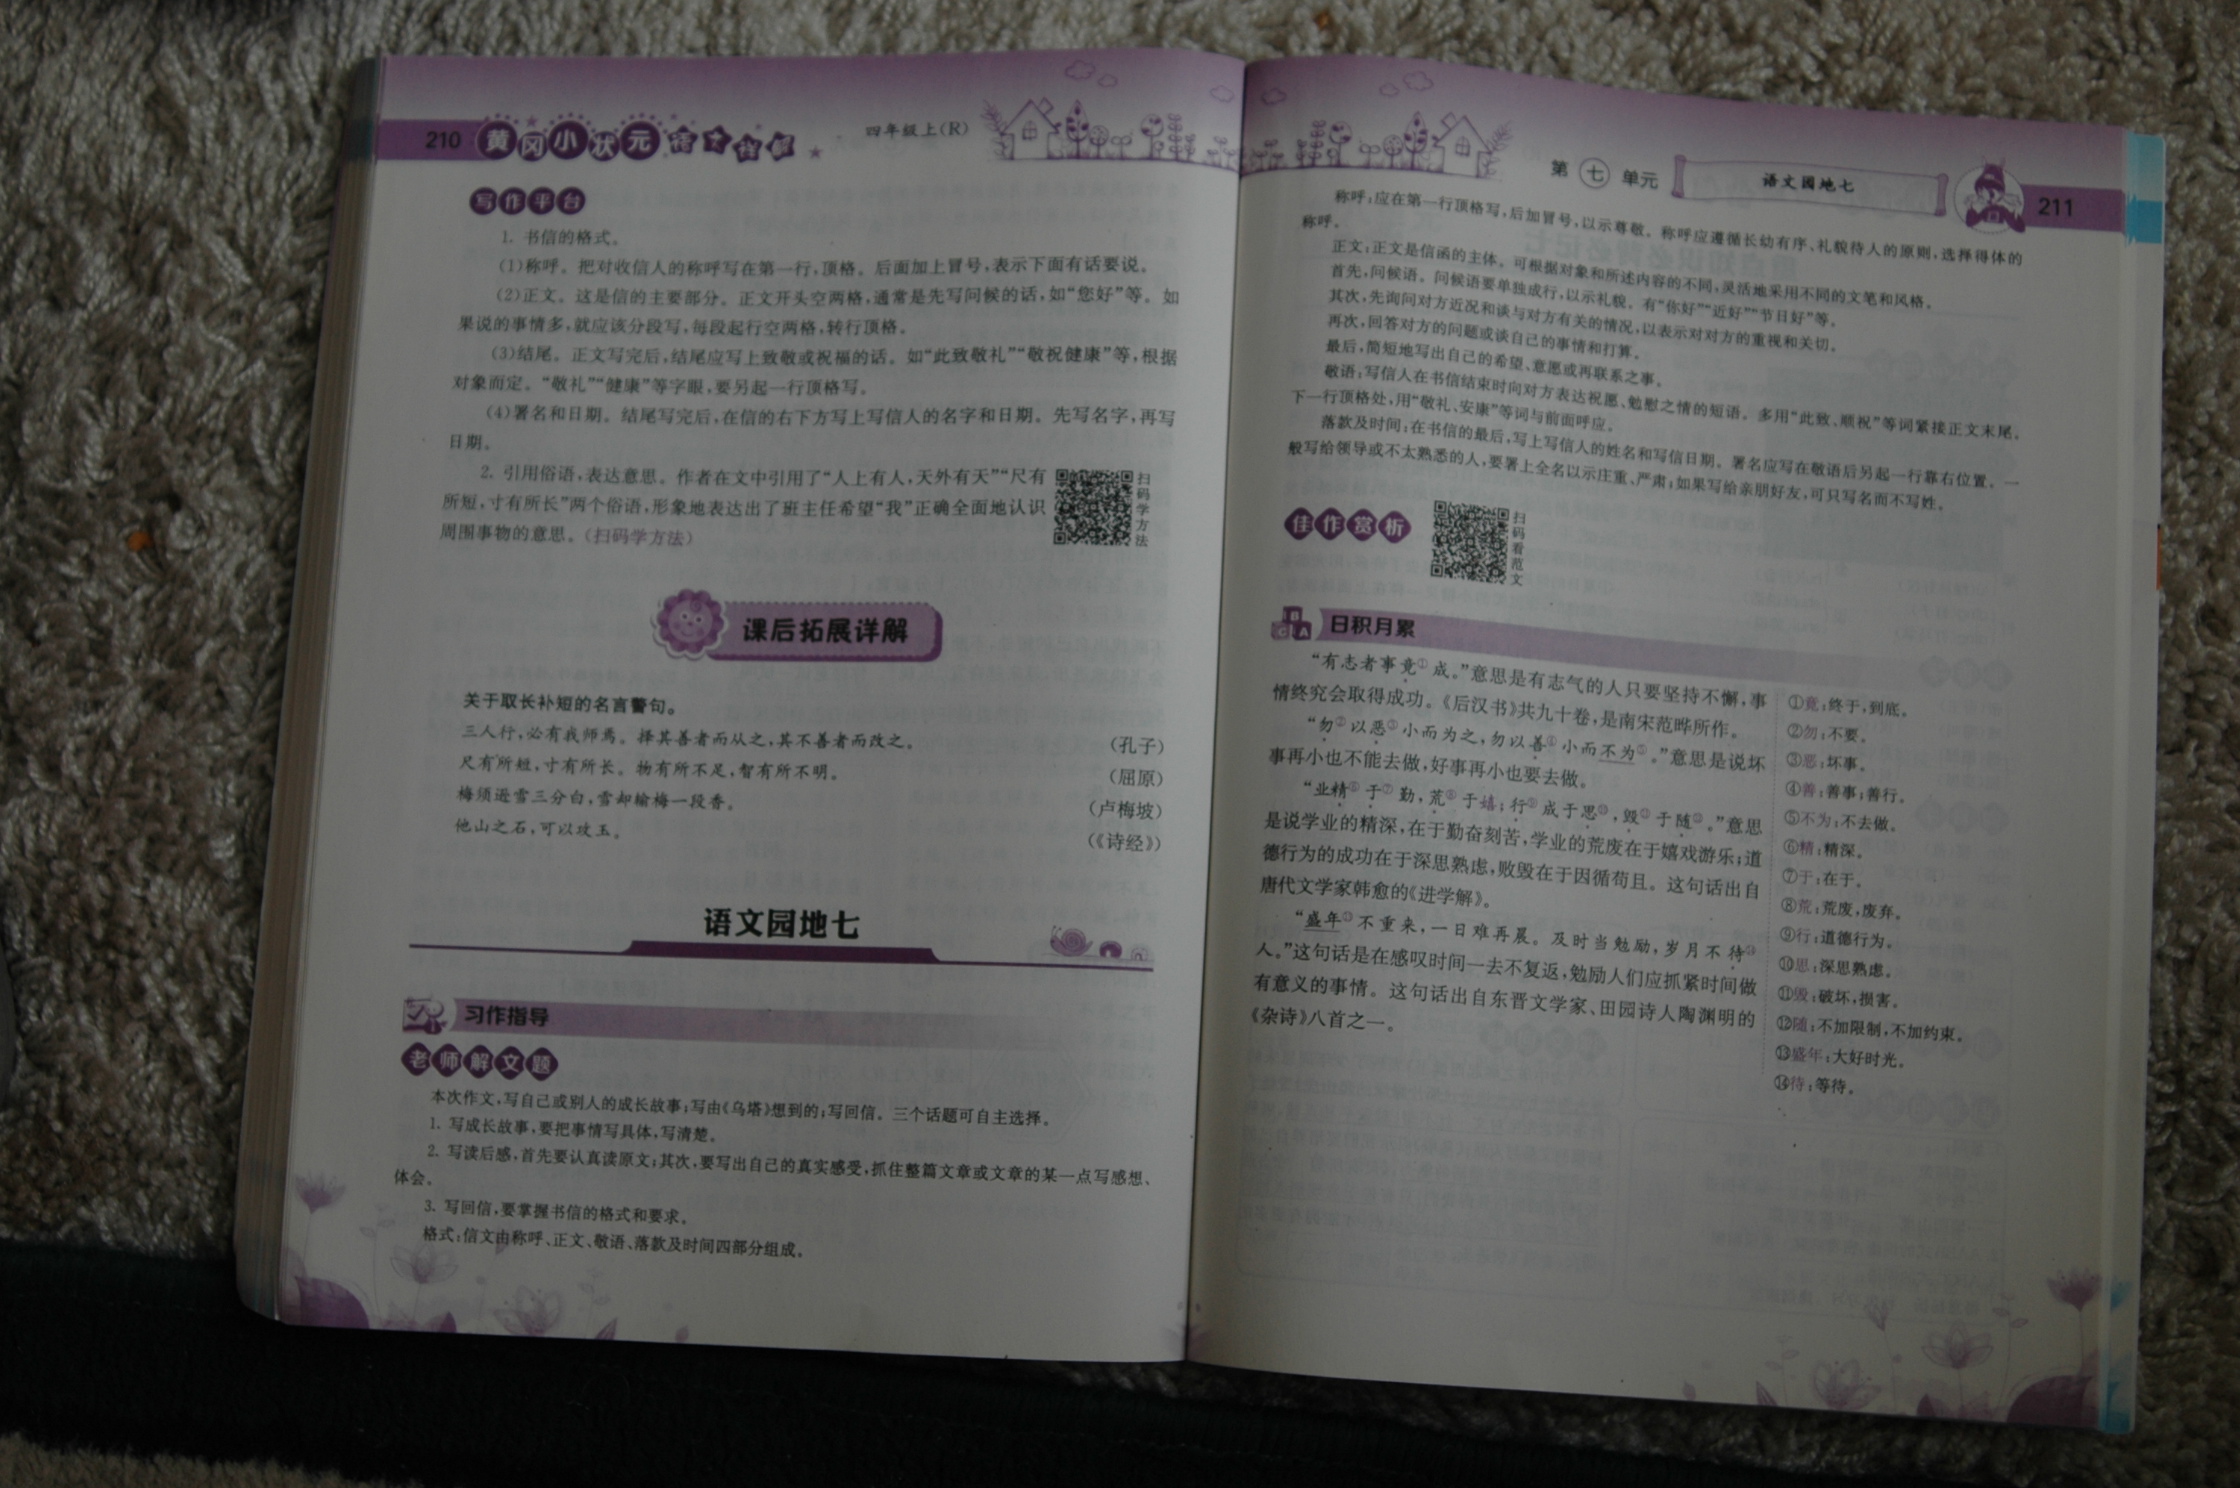 210 黄冈小状元 语文详解 四年级上(R)
写作平台
1. 书信的格式。
(1)称呼。把对收信人的称呼写在第一行,顶格。后面加上冒号,表示下面有话要说。
(2)正文。这是信的主要部分。正文开头空两格,通常是先写问候的话,如“您好”等。如
果说的事情多,就应该分段写,每段起行空两格,转行顶格。
(3)结尾。正文写完后,结尾应写上致敬或祝福的话。如“此致敬礼”“敬祝健康”等,根据
对象而定。“敬礼”“健康”等字眼,要另起一行顶格写。
(4)署名和日期。结尾写完后,在信的右下方写上写信人的名字和日期。先写名字,再写
日期。
2. 引用俗语,表达意思。作者在文中引用了“人上有人,天外有天”“尺有
所短,寸有所长”两个俗语,形象地表达出了班主任希望“我”正确全面地认识
周围事物的意思。(扫码学方法)
扫码学方法
课后拓展详解
关于取长补短的名言警句。
三人行,必有我师焉。择其善者而从之,其不善者而改之。 (孔子)
尺有所短,寸有所长。物有所不足,智有所不明。 (屈原)
梅须逊雪三分白,雪却输梅一段香。 (卢梅坡)
他山之石,可以攻玉。 (《诗经》)
语文园地七
习作指导
老师解文题
本次作文,写自己或别人的成长故事;写由《乌塔》想到的;写回信。三个话题可自主选择。
1. 写成长故事,要把事情写具体,写清楚。
2. 写读后感,首先要认真读原文;其次,要写出自己的真实感受,抓住整篇文章或文章的某一点写感想、
体会。
3. 写回信,要掌握书信的格式和要求。
格式:信文由称呼、正文、敬语、落款及时间四部分组成。
第七单元 语文园地七 211
称呼:应在第一行顶格写,后加冒号,以示尊敬。称呼应遵循长幼有序、礼貌待人的原则,选择得体的
称呼。
正文:正文是信函的主体。可根据对象和所述内容的不同,灵活地采用不同的文笔和风格。
首先,问候语。问候语要单独成行,以示礼貌。有“你好”“近好”“节日好”等。
其次,先询问对方近况和谈与对方有关的情况,以表示对对方的重视和关切。
再次,回答对方的问题或谈自己的事情和打算。
最后,简短地写出自己的希望、意愿或再联系之事。
敬语:写信人在书信结束时向对方表达祝愿、勉慰之情的短语。多用“此致、顺祝”等词紧接正文末尾。
下一行顶格处,用“敬礼、安康”等词与前面呼应。
落款及时间:在书信的最后,写上写信人的姓名和写信日期。署名应写在敬语后另起一行靠右位置。一
般写给领导或不太熟悉的人,要署上全名以示庄重、严肃;如果写给亲朋好友,可只写名而不写姓。
佳作赏析
扫码看范文
日积月累
“有志者事竟①成。”意思是有志气的人只要坚持不懈,事
情终究会取得成功。《后汉书》共九十卷,是南宋范晔所作。
“勿②以恶③小而为之,勿以善④小而不为⑤。”意思是说坏
事再小也不能去做,好事再小也要去做。
“业精⑥于⑦勤,荒⑧于嬉;行⑨成于思⑩,毁⑪于随⑫。”意思
是说学业的精深,在于勤奋刻苦,学业的荒废在于嬉戏游乐;道
德行为的成功在于深思熟虑,败毁在于因循苟且。这句话出自
唐代文学家韩愈的《进学解》。
“盛年⑬不重来,一日难再晨。及时当勉励,岁月不待⑭
人。”这句话是在感叹时间一去不复返,勉励人们应抓紧时间做
有意义的事情。这句话出自东晋文学家、田园诗人陶渊明的
《杂诗》八首之一。
①竟:终于,到底。
②勿:不要。
③恶:坏事。
④善:善事;善行。
⑤不为:不去做。
⑥精:精深。
⑦于:在于。
⑧荒:荒废,废弃。
⑨行:道德行为。
⑩思:深思熟虑。
⑪毁:破坏,损害。
⑫随:不加限制,不加约束。
⑬盛年:大好时光。
⑭待:等待。